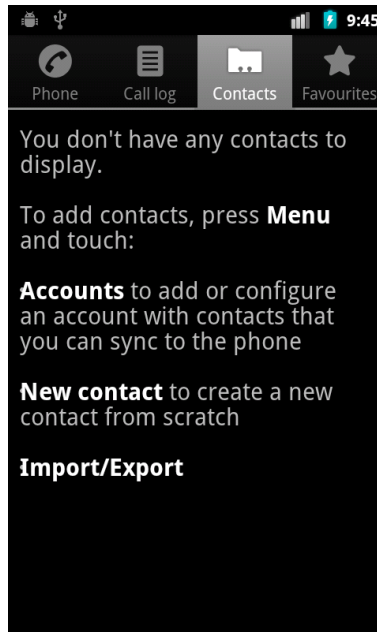 9:45
Phone
Call log
Contacts
Favourites
You don't have any contacts to
display.
To add contacts, press Menu
and touch:
Accounts to add or configure
an account with contacts that
you can sync to the phone
New contact to create a new
contact from scratch
Import/Export